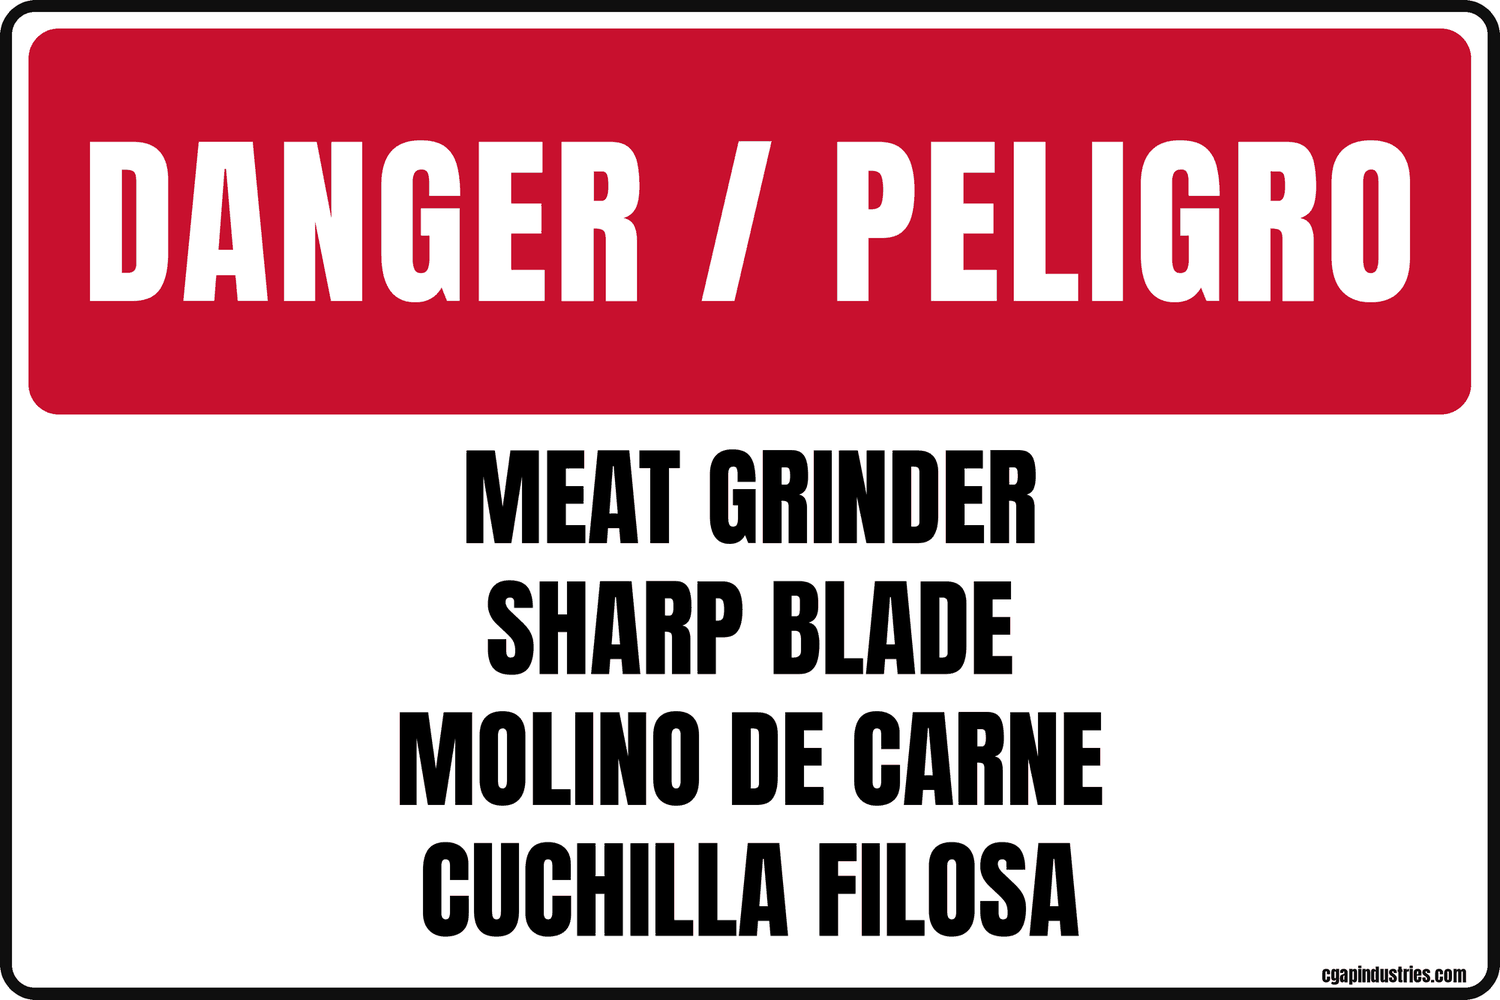 DANGER / PELIGRO
MEAT GRINDER
SHARP BLADE
MOLINO DE CARNE
CUCHILLA FILOSA
cgapindustries.com